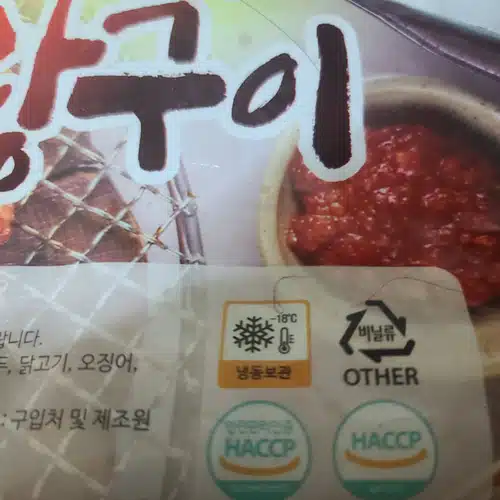 구이
-18℃
냉동보관
비닐류
OTHER
랍니다.
닭고기, 오징어,
: 구입처 및 제조원
HACCP
HACCP